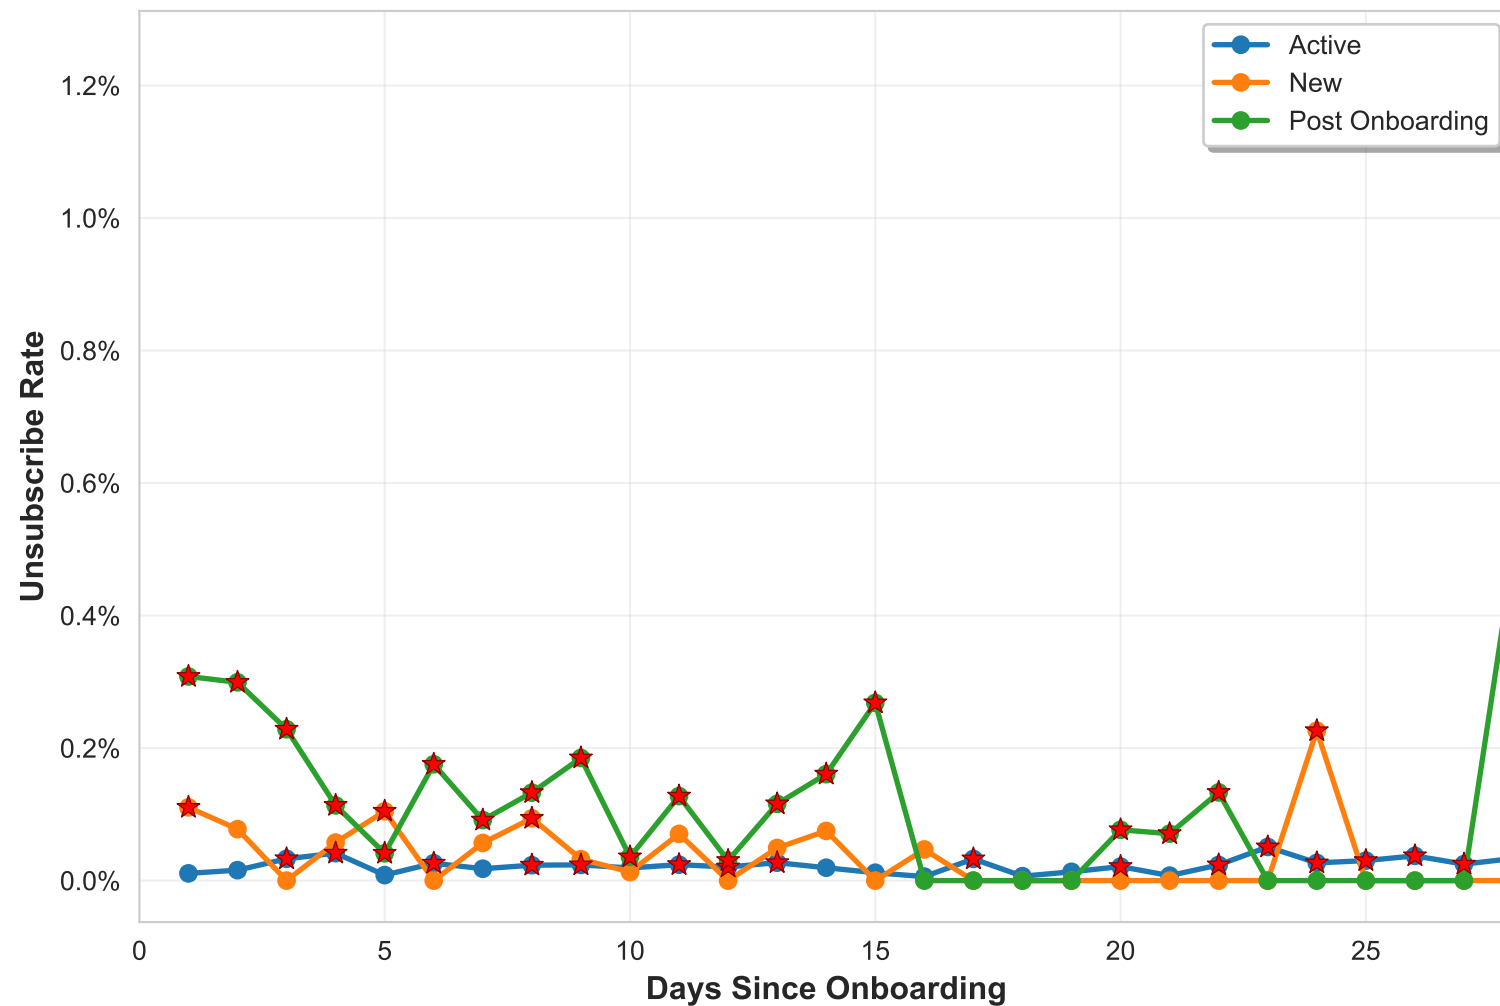 Active
New
Post Onboarding
1.2%
1.0%
0.8%
0.6%
0.4%
0.2%
0.0%
Unsubscribe Rate
0 5 10 15 20 25
Days Since Onboarding